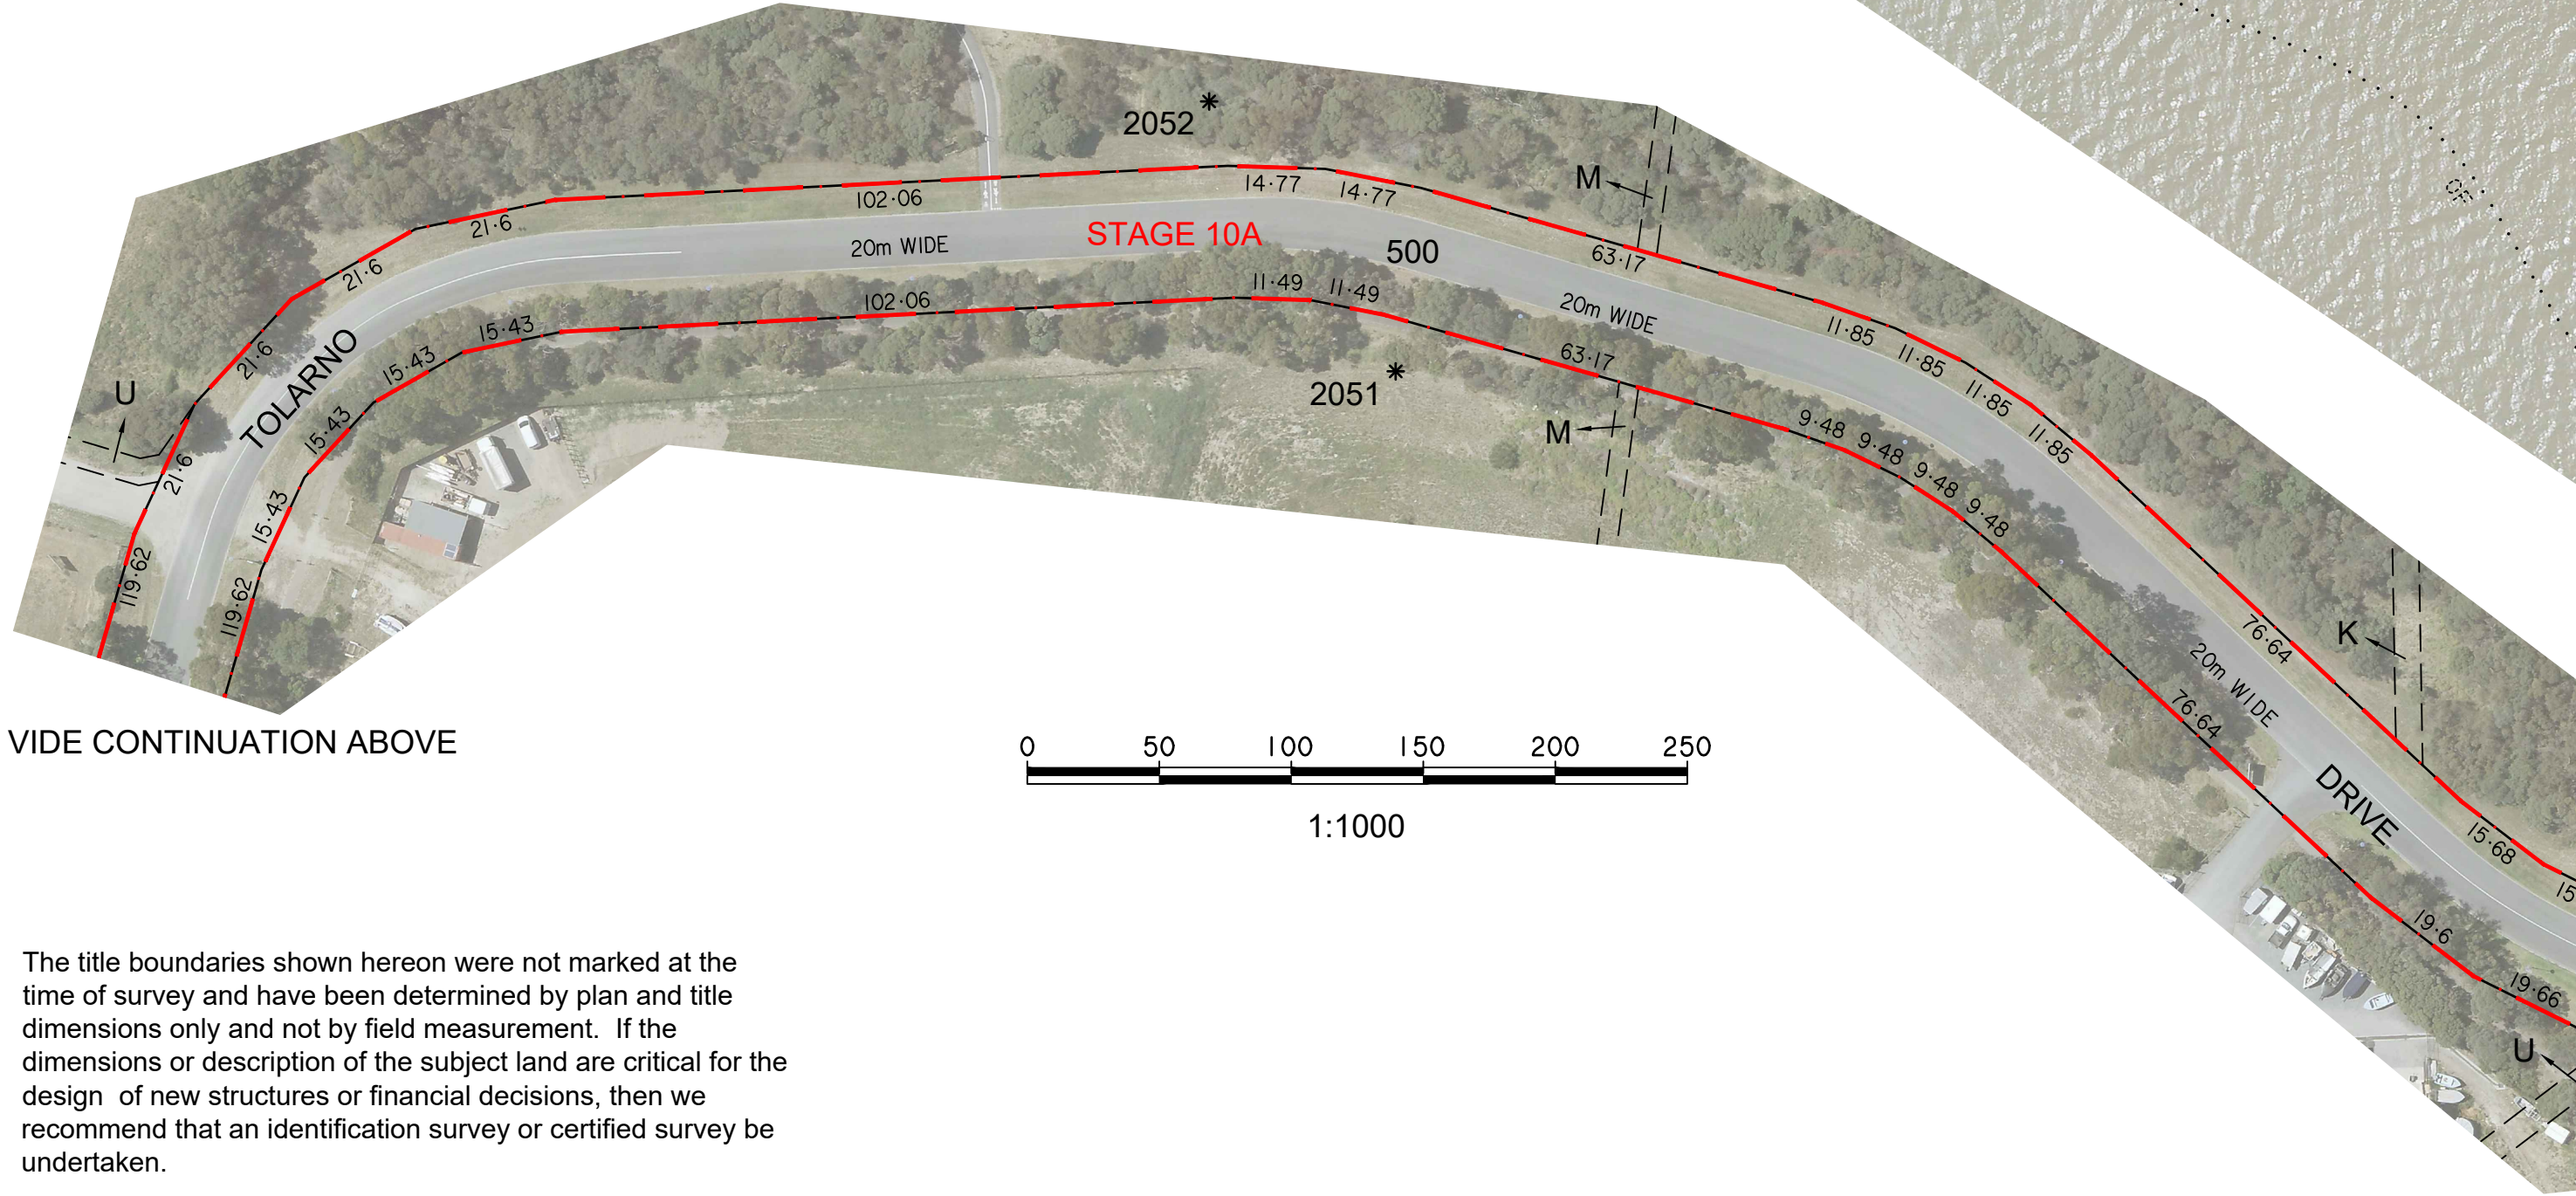 2052
M
14·77
14·77
102·06
21·6
21·6
20m WIDE
STAGE 10A
500
63·17
11·49
11·49
102·06
20m WIDE
15·43
11·85
11·85
11·85
11·85
21·6
TOLARNO
15·43
63·17
2051
M
U
15·43
9·48
9·48
9·48
9·48
21·6
15·43
119·62
119·62
K
76·64
20m WIDE
76·64
DRIVE
15·68
15
19·6
19·66
U
VIDE CONTINUATION ABOVE
0 50 100 150 200 250
1:1000
The title boundaries shown hereon were not marked at the
time of survey and have been determined by plan and title
dimensions only and not by field measurement.  If the
dimensions or description of the subject land are critical for the
design  of new structures or financial decisions, then we
recommend that an identification survey or certified survey be
undertaken.